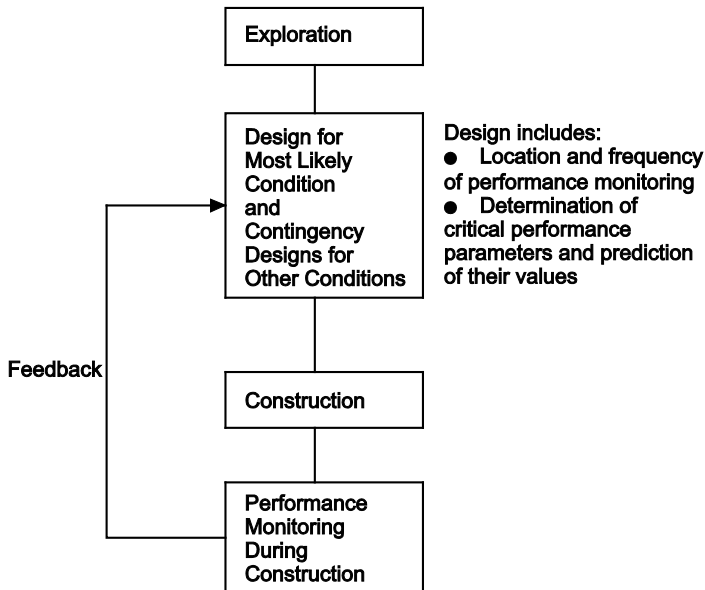 Exploration
Design for
Most Likely
Condition
and
Contingency
Designs for
Other Conditions
Design includes:
● Location and frequency
of performance monitoring
● Determination of
critical performance
parameters and prediction
of their values
Feedback
Construction
Performance
Monitoring
During
Construction